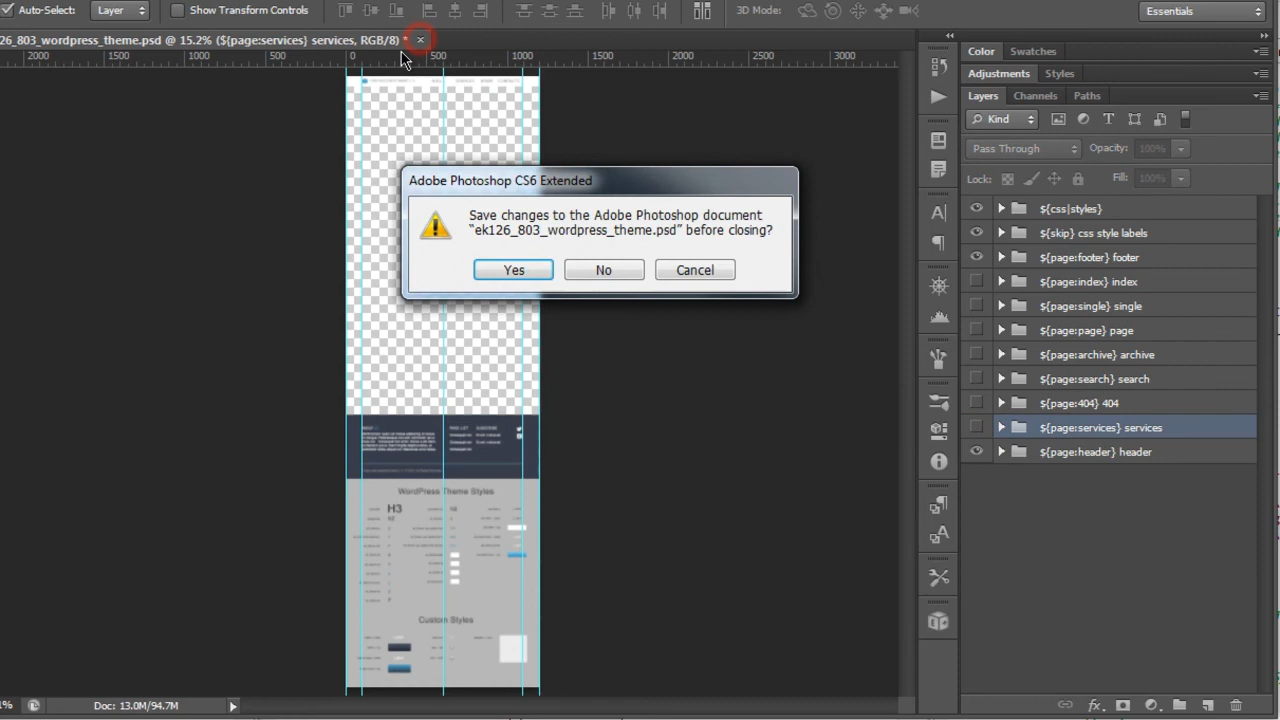 Auto-Select: Layer Show Transform Controls 3D Mode: Essentials
26_803_wordpress_theme.psd @ 15.2% (${page:services} services, RGB/8) * ×
2000 1500 1000 500 0 500 1000 1500 2000 2500 3000
Color Swatches
Adjustments Styles
Layers Channels Paths
Kind
Pass Through Opacity: 100%
Lock: Fill: 100%
Adobe Photoshop CS6 Extended
Save changes to the Adobe Photoshop document
“ek126_803_wordpress_theme.psd” before closing?
Yes No Cancel
${css|styles}
${skip} css style labels
${page:footer} footer
${page:index} index
${page:single} single
${page:page} page
${page:archive} archive
${page:search} search
${page:404} 404
${page:services} services
${page:header} header
WordPress Theme Styles
H3
Custom Styles
Doc: 13.0M/94.7M